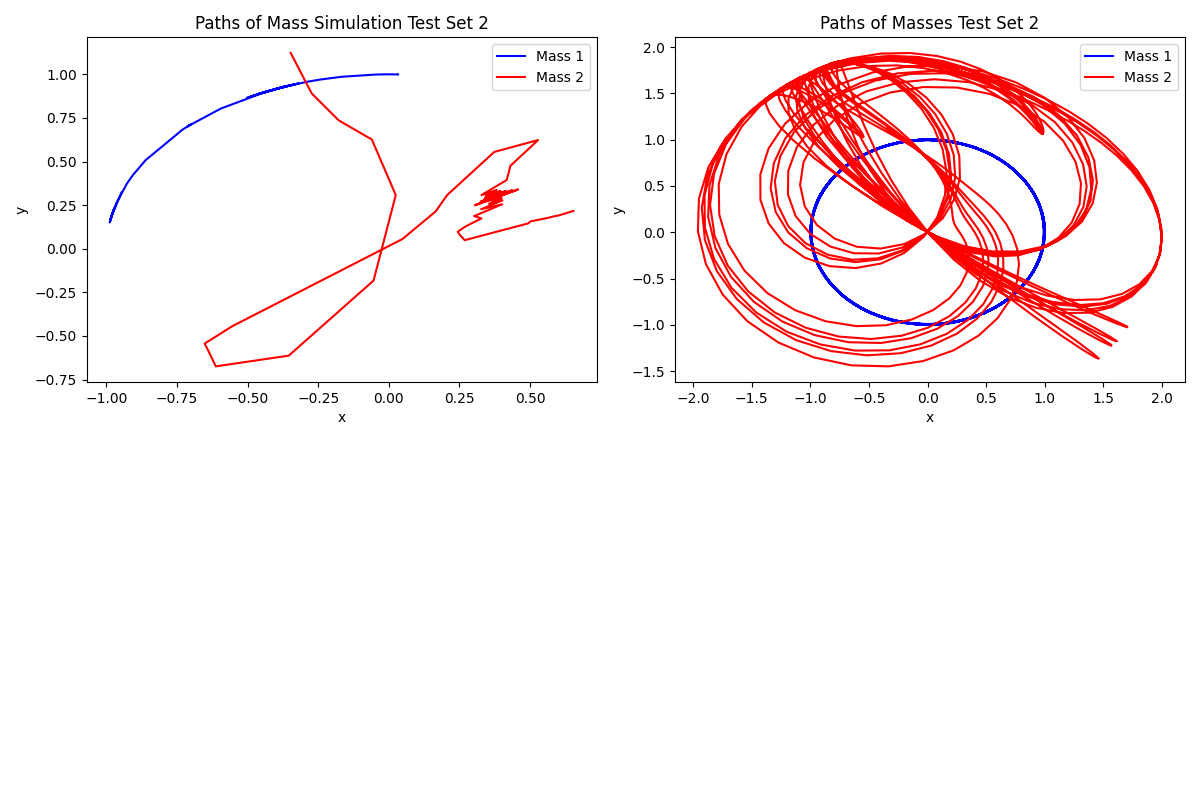 Paths of Mass Simulation Test Set 2
Mass 1
Mass 2
1.00
0.75
0.50
0.25
0.00
−0.25
−0.50
−0.75
y
−1.00 −0.75 −0.50 −0.25 0.00 0.25 0.50
x
Paths of Masses Test Set 2
Mass 1
Mass 2
2.0
1.5
1.0
0.5
0.0
−0.5
−1.0
−1.5
y
−2.0 −1.5 −1.0 −0.5 0.0 0.5 1.0 1.5 2.0
x